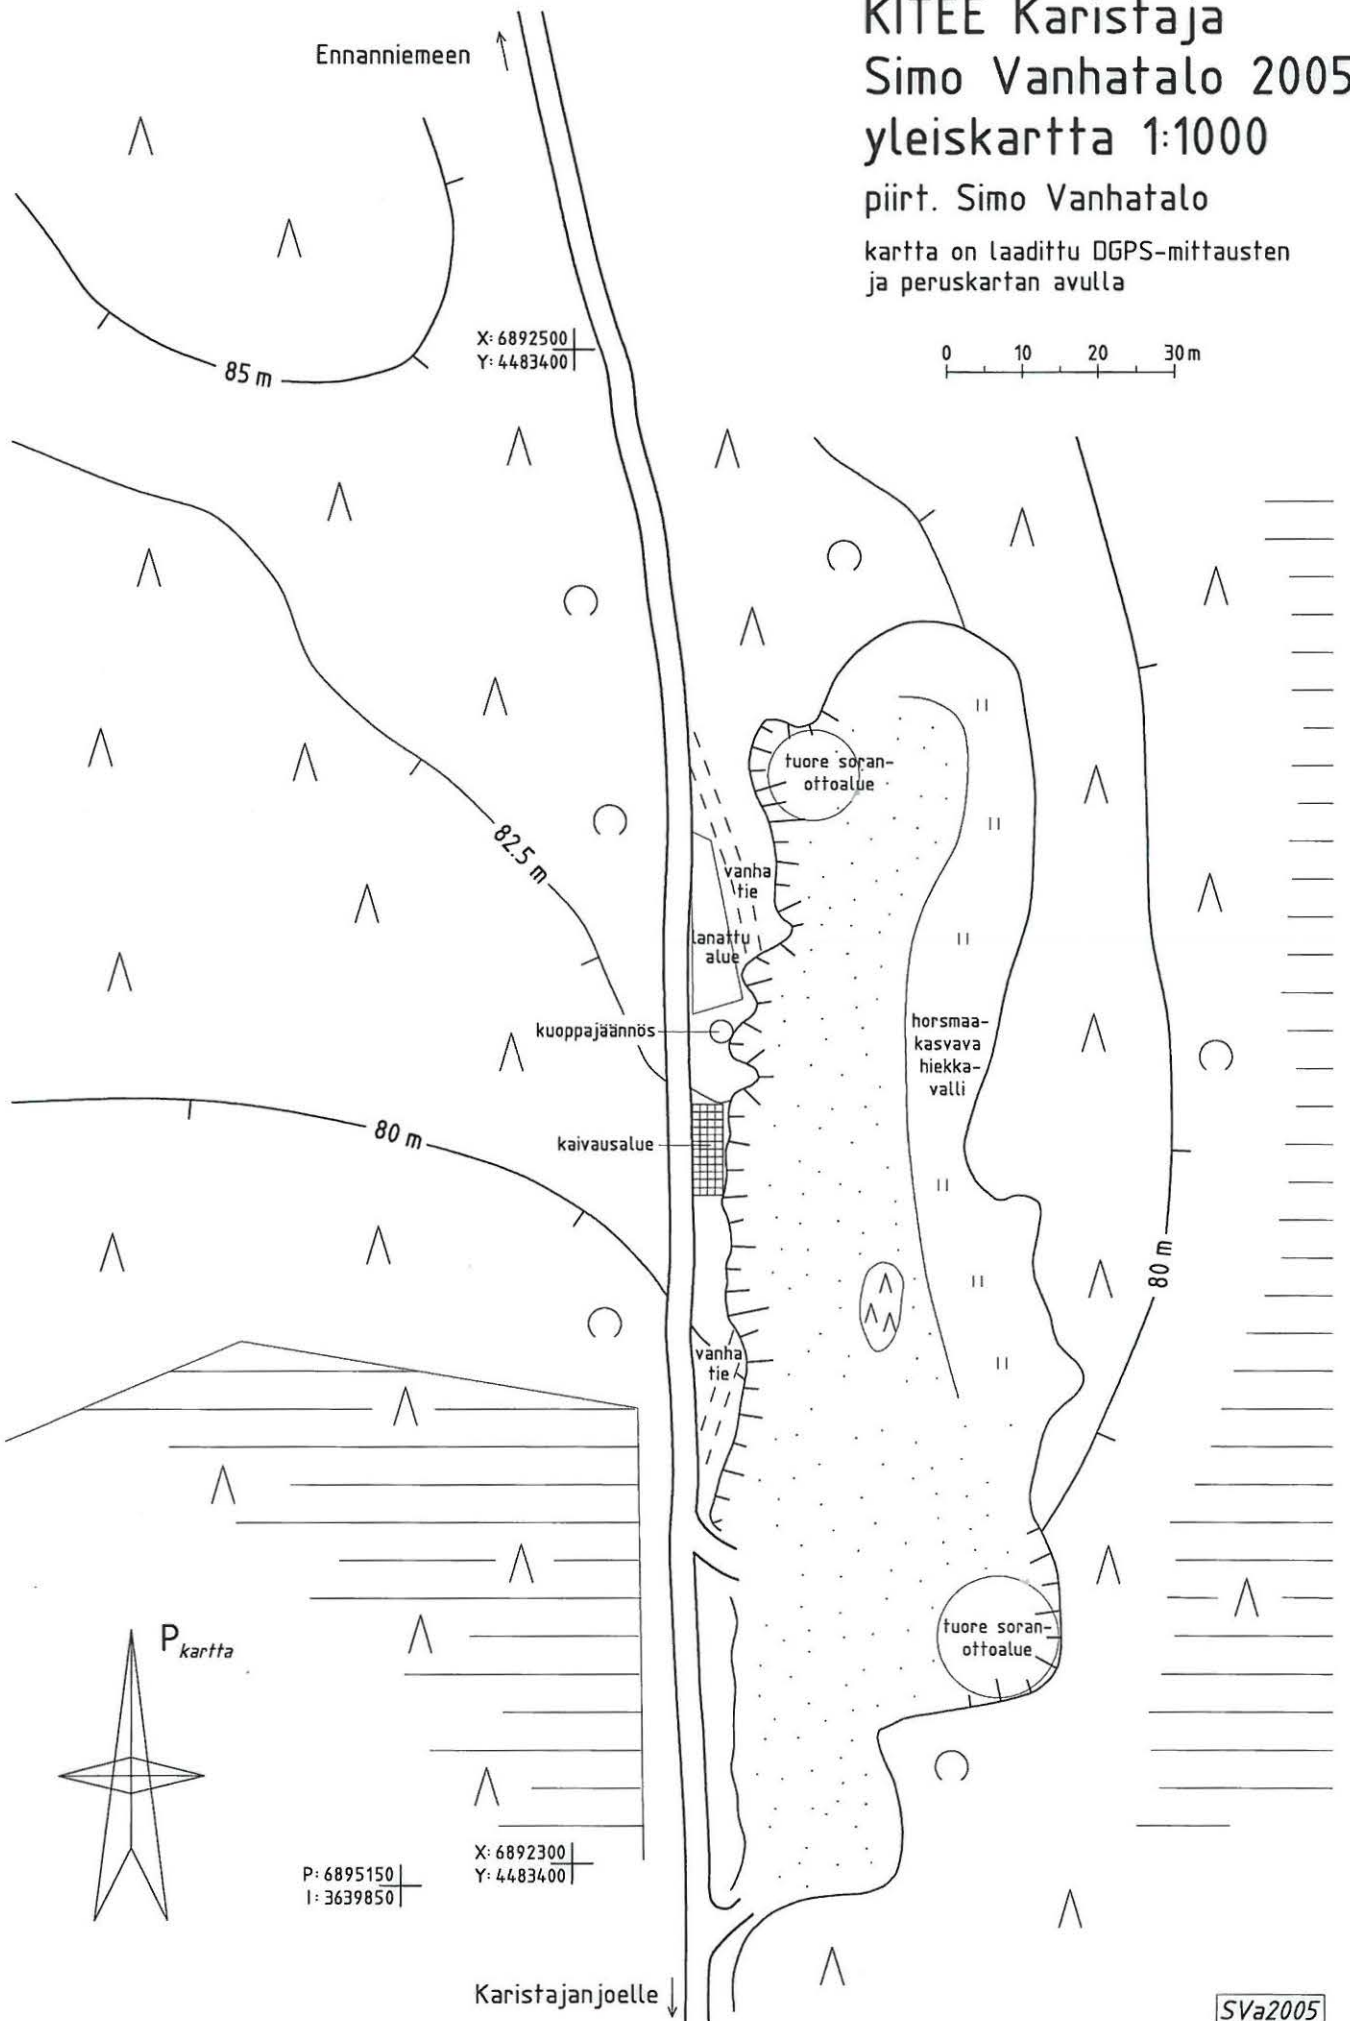 KITEE Karistaja
Simo Vanhatalo 2005
yleiskartta 1:1000
piirt. Simo Vanhatalo
kartta on laadittu DGPS-mittausten
ja peruskartan avulla
0 10 20 30m
Ennanniemeen
X: 6892500
Y: 4483400
85 m
82.5 m
80 m
80 m
tuore soran-
ottoalue
vanha
tie
lanattu
alue
kuoppajäännös
kaivausalue
horsmaa-
kasvava
hiekka-
valli
vanha
tie
tuore soran-
ottoalue
P kartta
X: 6892300
Y: 4483400
P: 6895150
I: 3639850
Karistajanjoelle
SVa2005